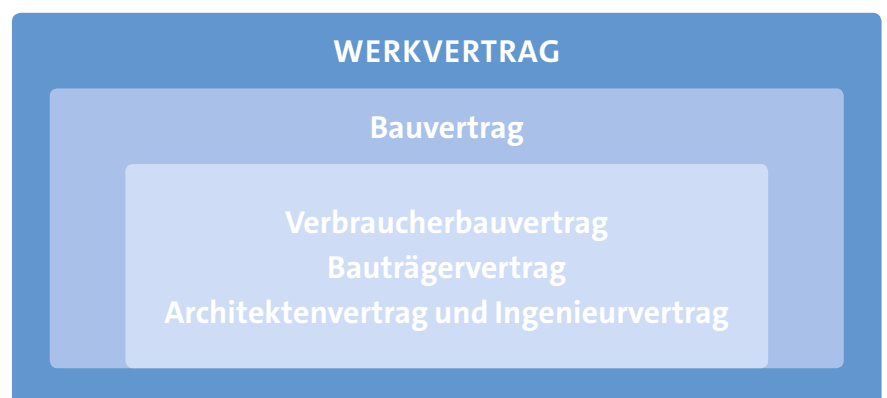 WERKVERTRAG
Bauvertrag
Verbraucherbauvertrag
Bauträgervertrag
Architektenvertrag und Ingenieurvertrag